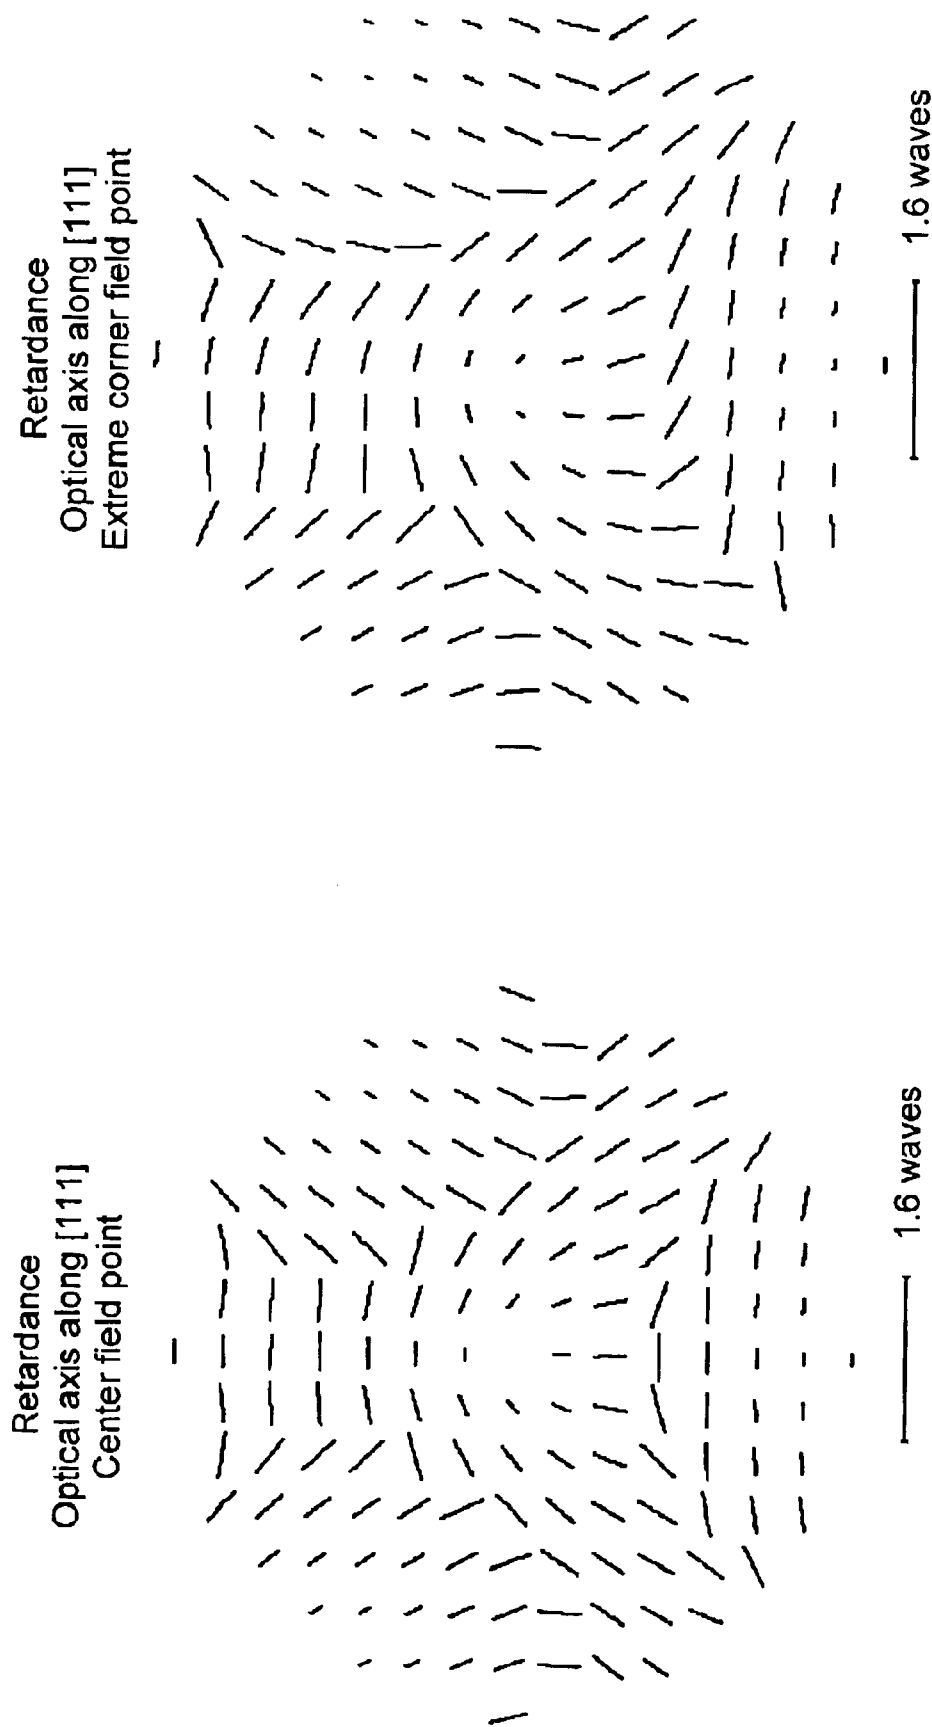 Retardance
Optical axis along [111]
Center field point
1.6 waves
Retardance
Optical axis along [111]
Extreme corner field point
1.6 waves